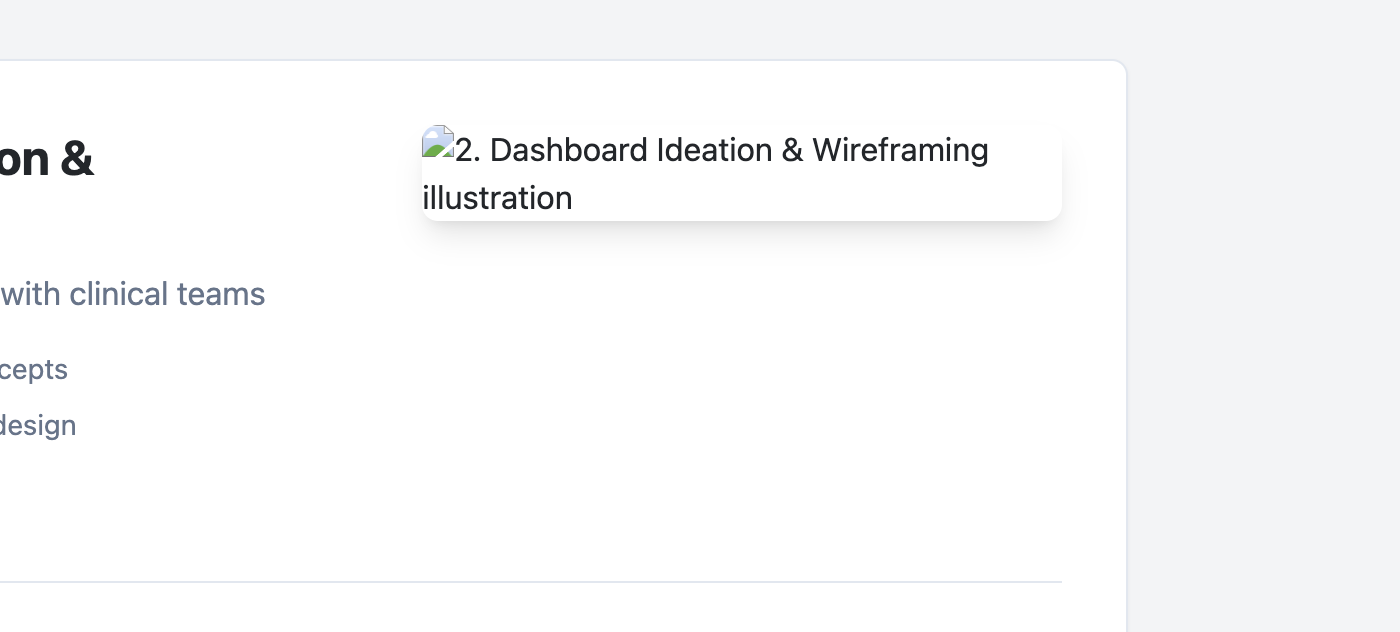 on &
2. Dashboard Ideation & Wireframing
illustration
with clinical teams
cepts
design